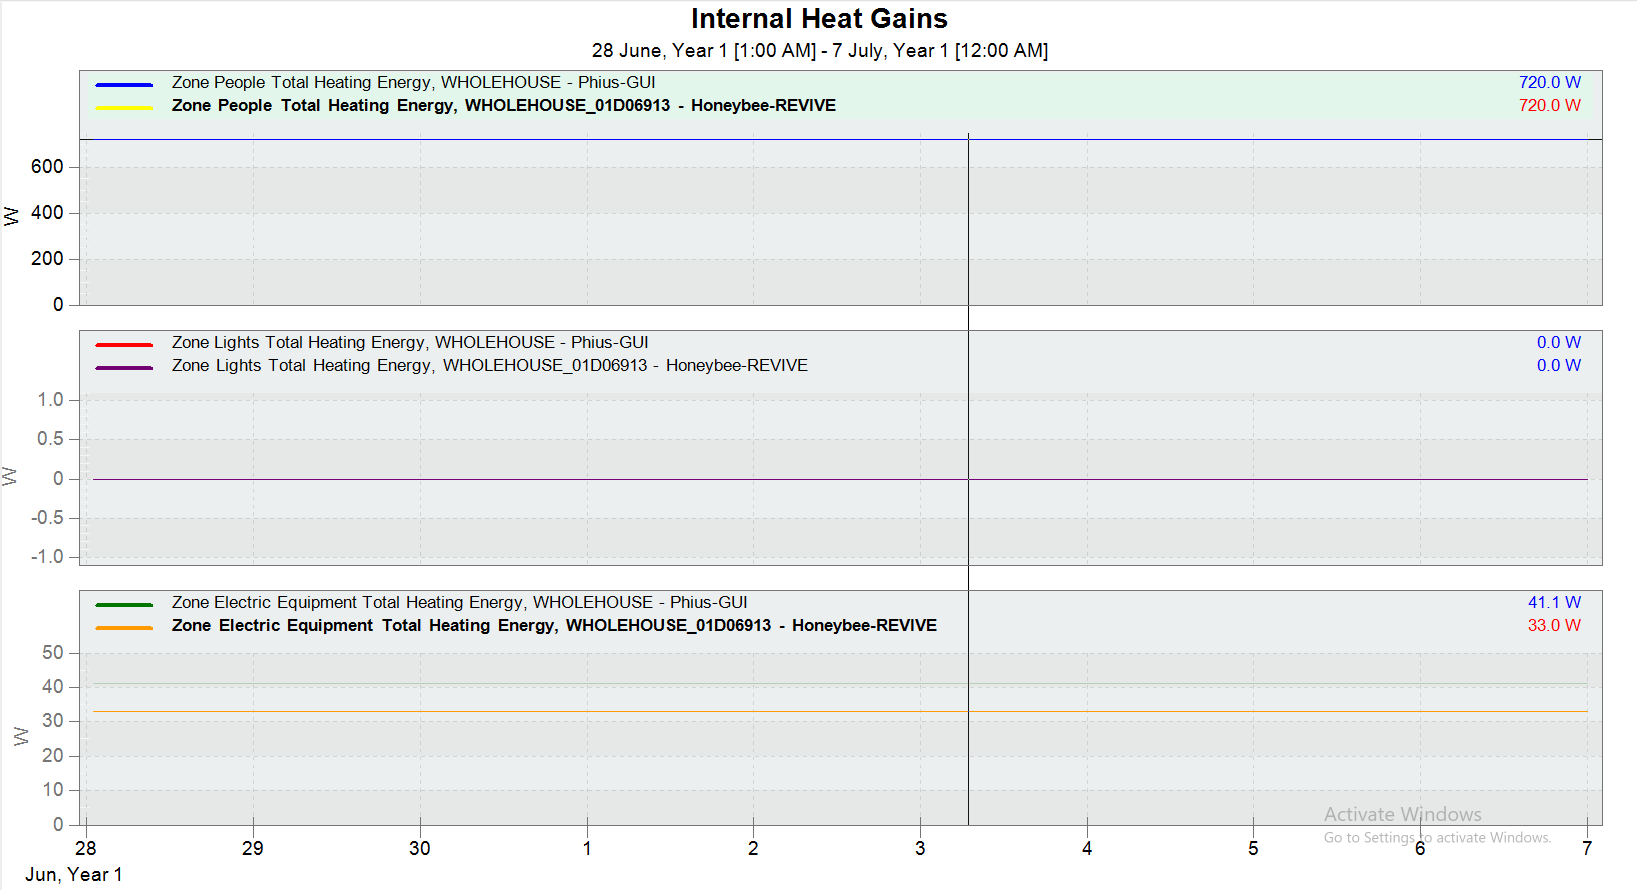 Internal Heat Gains
28 June, Year 1 [1:00 AM] - 7 July, Year 1 [12:00 AM]
Zone People Total Heating Energy, WHOLEHOUSE - Phius-GUI 720.0 W
Zone People Total Heating Energy, WHOLEHOUSE_01D06913 - Honeybee-REVIVE 720.0 W
600
W
400
200
0
Zone Lights Total Heating Energy, WHOLEHOUSE - Phius-GUI 0.0 W
Zone Lights Total Heating Energy, WHOLEHOUSE_01D06913 - Honeybee-REVIVE 0.0 W
1.0
0.5
W
0
-0.5
-1.0
Zone Electric Equipment Total Heating Energy, WHOLEHOUSE - Phius-GUI 41.1 W
Zone Electric Equipment Total Heating Energy, WHOLEHOUSE_01D06913 - Honeybee-REVIVE 33.0 W
50
40
30
W
20
10
0
Activate Windows
Go to Settings to activate Windows.
28 29 30 1 2 3 4 5 6 7
Jun, Year 1